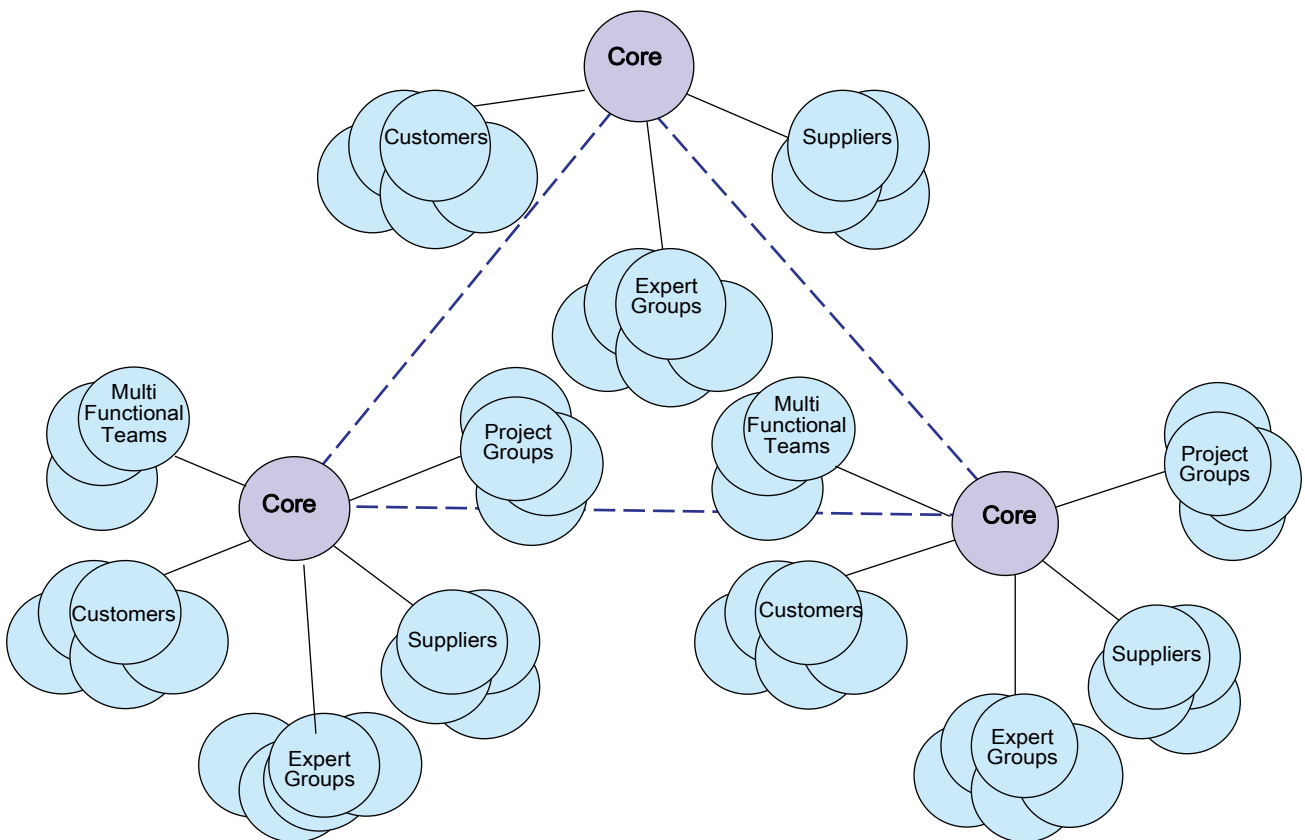 Core
Customers
Suppliers
Expert
Groups
Multi
Functional
Teams
Project
Groups
Core
Customers
Suppliers
Expert
Groups
Multi
Functional
Teams
Project
Groups
Core
Customers
Suppliers
Expert
Groups